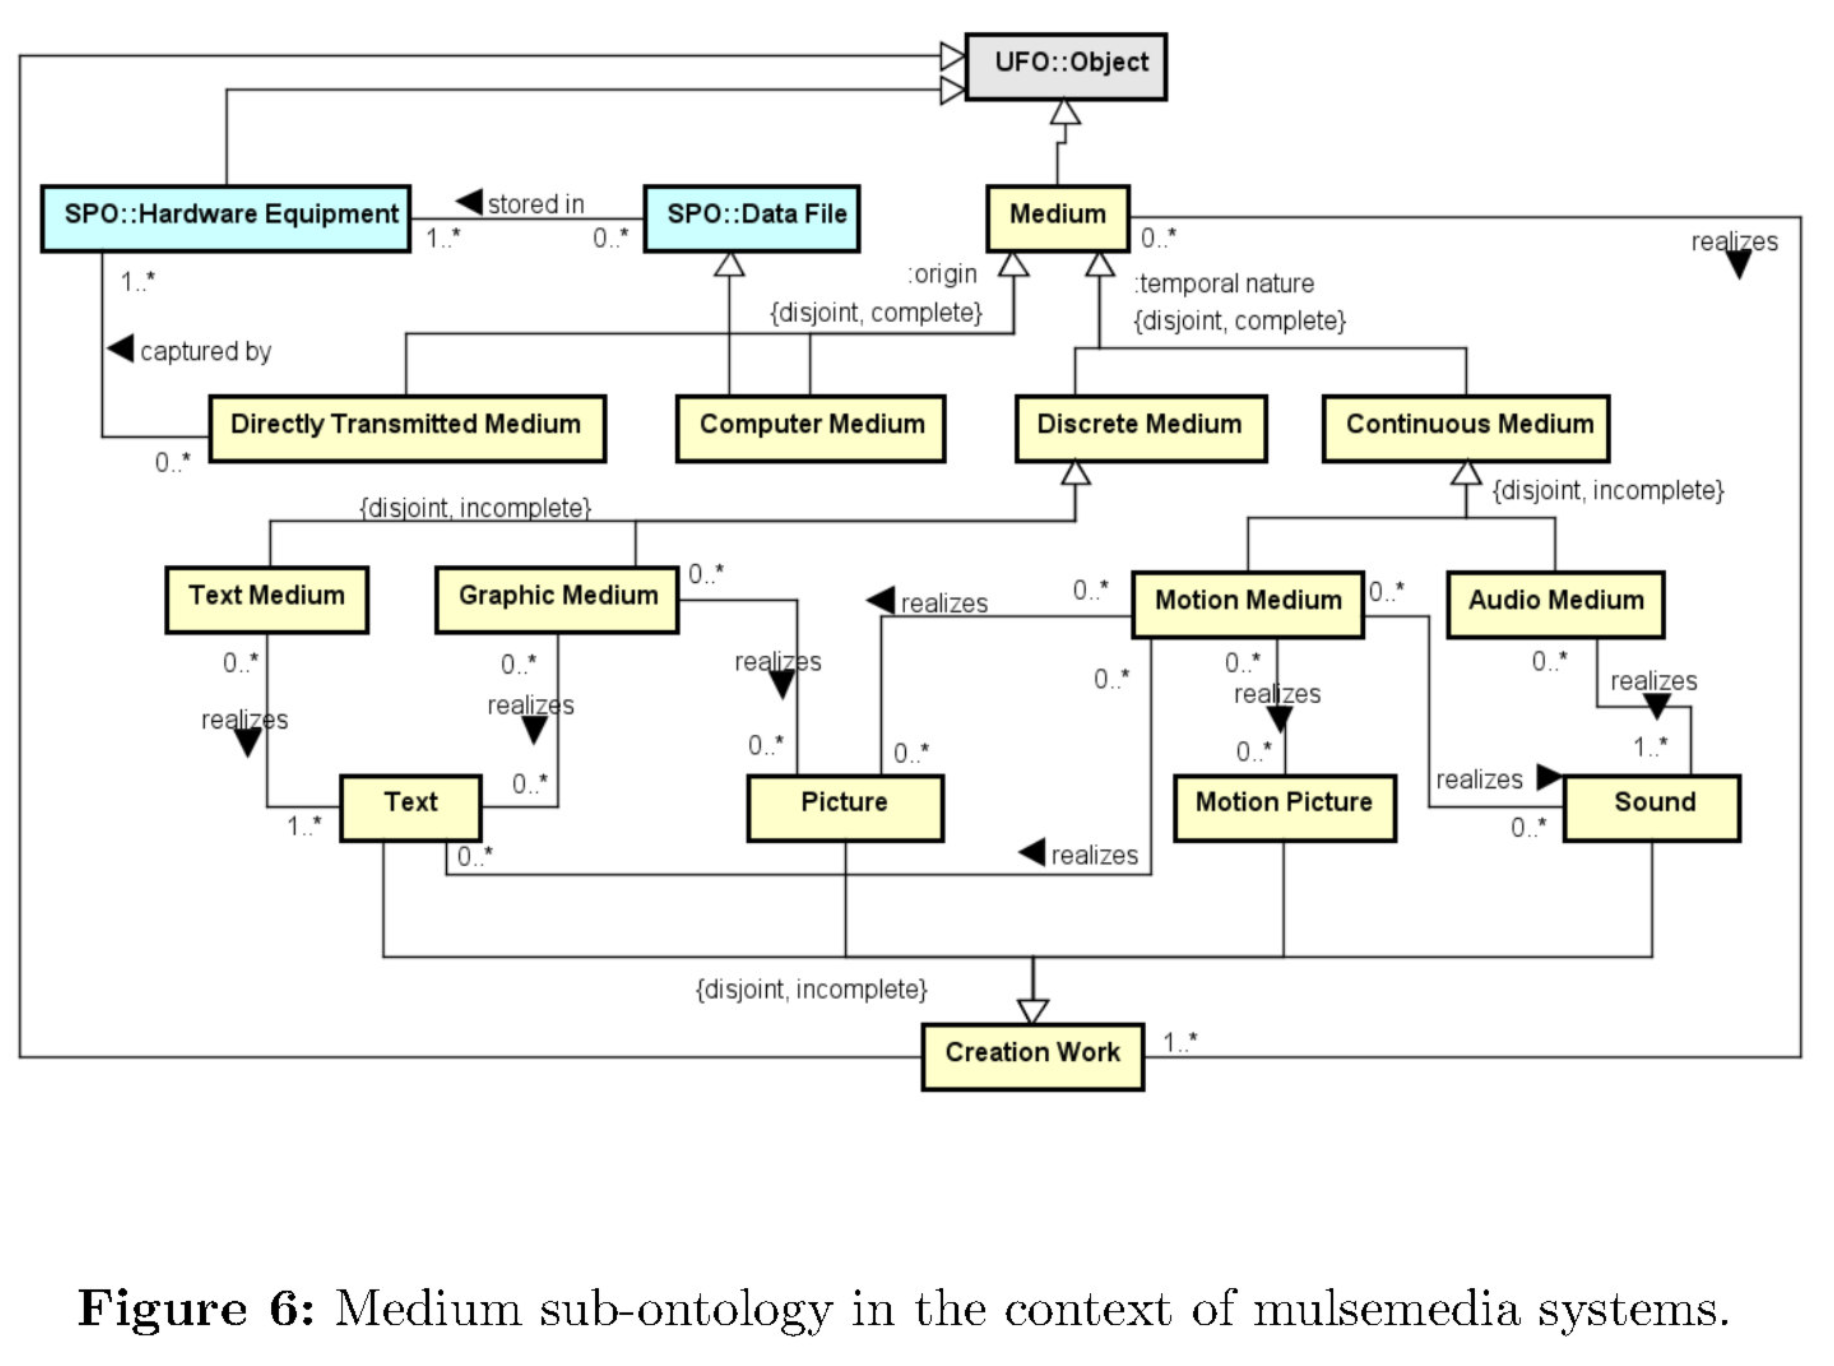 UFO::Object
SPO::Hardware Equipment
stored in
1..*
0..*
SPO::Data File
Medium
0..*
realizes
1..*
:origin
{disjoint, complete}
:temporal nature
{disjoint, complete}
captured by
0..*
Directly Transmitted Medium
Computer Medium
Discrete Medium
Continuous Medium
{disjoint, incomplete}
{disjoint, incomplete}
Text Medium
Graphic Medium
0..*
realizes
0..*
Motion Medium
0..*
Audio Medium
0..*
realizes
0..*
realizes
realizes
0..*
0..*
realizes
0..*
realizes
0..*
0..*
0..*
0..*
0..*
1..*
1..*
Text
0..*
Picture
Motion Picture
realizes
0..*
Sound
realizes
{disjoint, incomplete}
Creation Work
1..*
Figure 6: Medium sub-ontology in the context of mulsemedia systems.